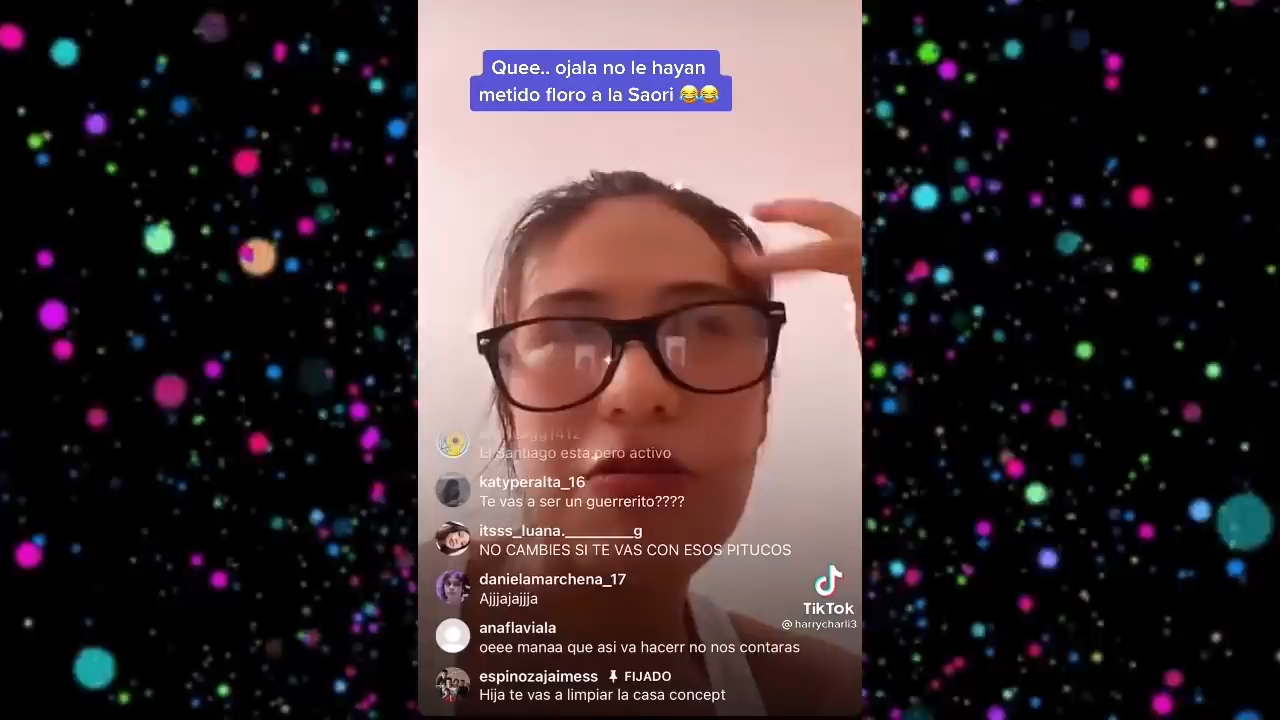 Quee.. ojala no le hayan
metido floro a la Saori 😂😂
El Santiago esta pero activo
katyperalta_16
Te vas a ser un guerrerito????
itsss_luana.________g
NO CAMBIES SI TE VAS CON ESOS PITUCOS
danielamarchena_17
Ajjjajajjja
anaflaviala
oeee manaa que asi va hacerr no nos contaras
espinozajaimess FIJADO
Hija te vas a limpiar la casa concept
TikTok
@harrycharli3